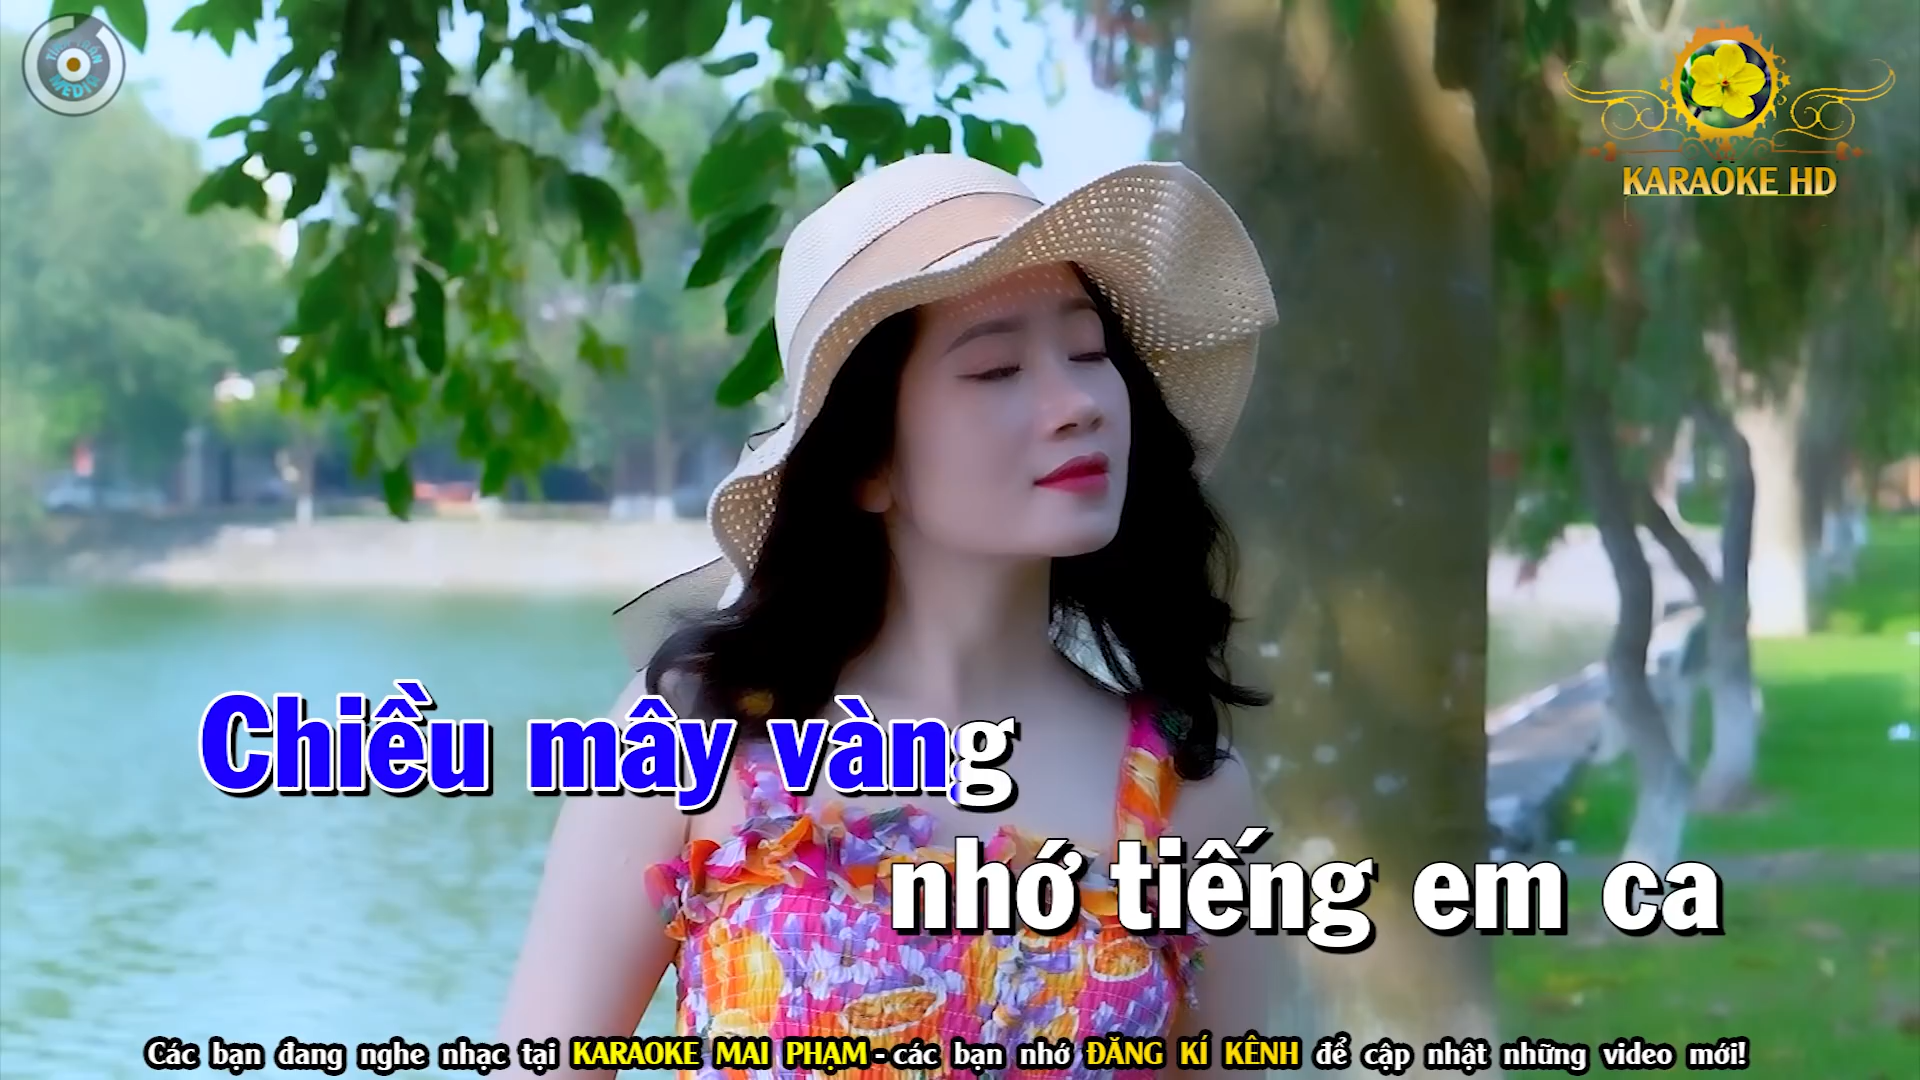 KARAOKE HD
Chiều mây vàng
nhớ tiếng em ca
Các bạn đang nghe nhạc tại KARAOKE MAI PHẠM - các bạn nhớ ĐĂNG KÍ KÊNH để cập nhật những video mới!